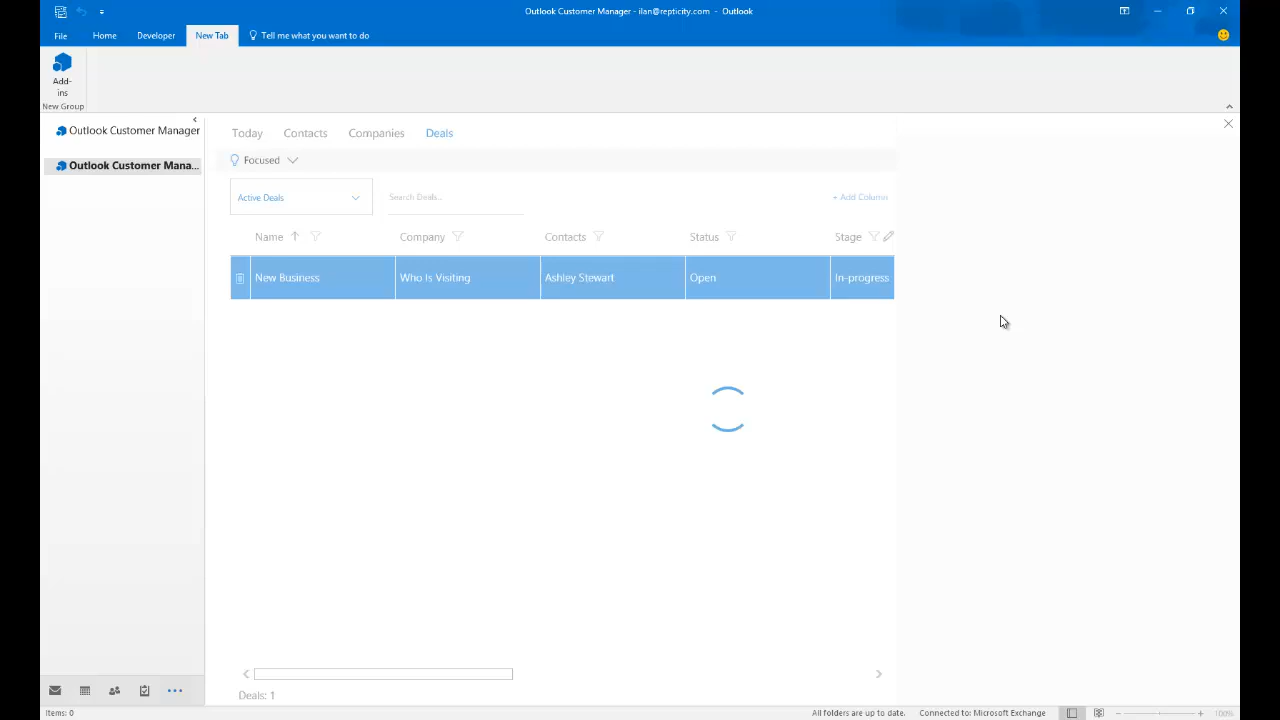 Outlook Customer Manager - ilan@repticity.com - Outlook
File Home Developer New Tab Tell me what you want to do
Add-
ins
New Group
Outlook Customer Manager
Outlook Customer Mana...
Today Contacts Companies Deals
Focused
Active Deals Search Deals... + Add Column
Name Company Contacts Status Stage
New Business Who Is Visiting Ashley Stewart Open In-progress
Deals: 1
Items: 0 All folders are up to date. Connected to: Microsoft Exchange 100%